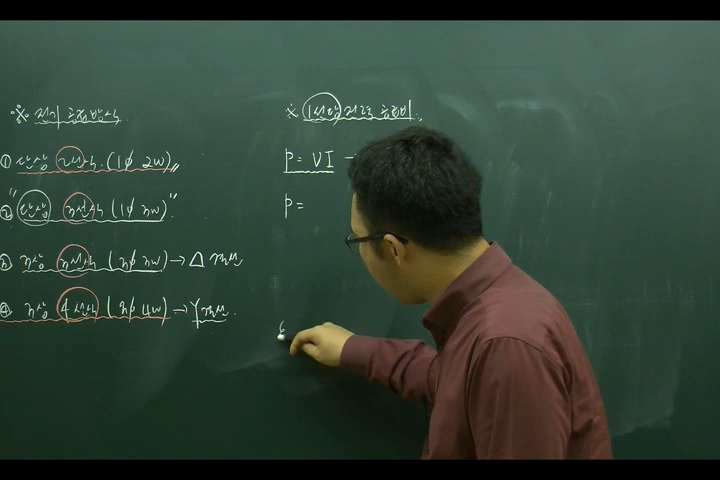 ※ 전기 공급방식
① 단상 2선식 (1φ 2W)
② "단상 3선식 (1φ 3W)"
③ 3상 3선식 (3φ 3W) → Δ 결선
④ 3상 4선식 (3φ 4W) → Y 결선.
※ 1선당 전력 공급비
P = VI →
P =